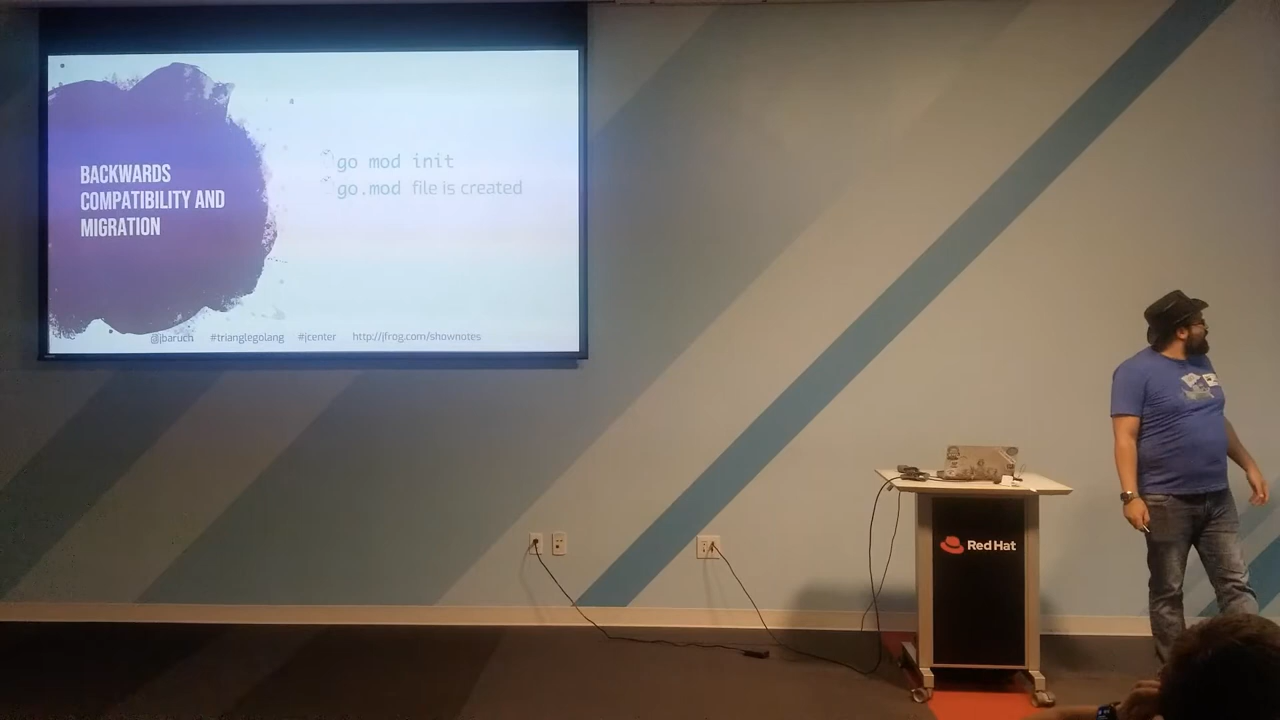 BACKWARDS
COMPATIBILITY AND
MIGRATION
go mod init
go.mod file is created
@jbaruch #trianglegolang #jcenter http://jfrog.com/shownotes
Red Hat